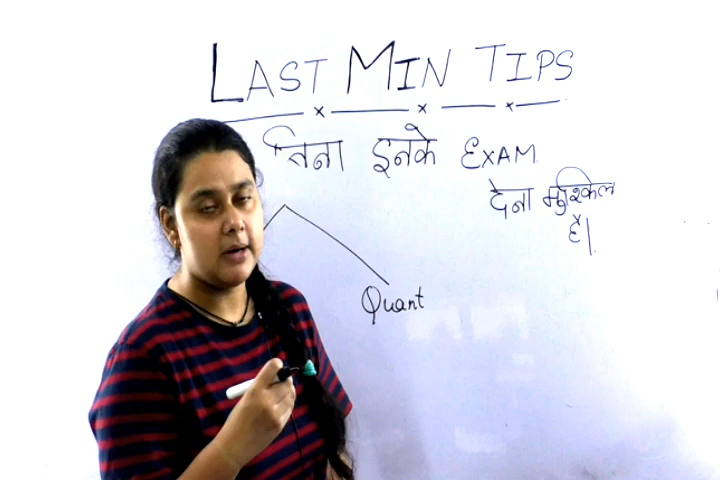 LAST MIN TIPS
बिना इनके EXAM
देना मुश्किल
है।
Quant